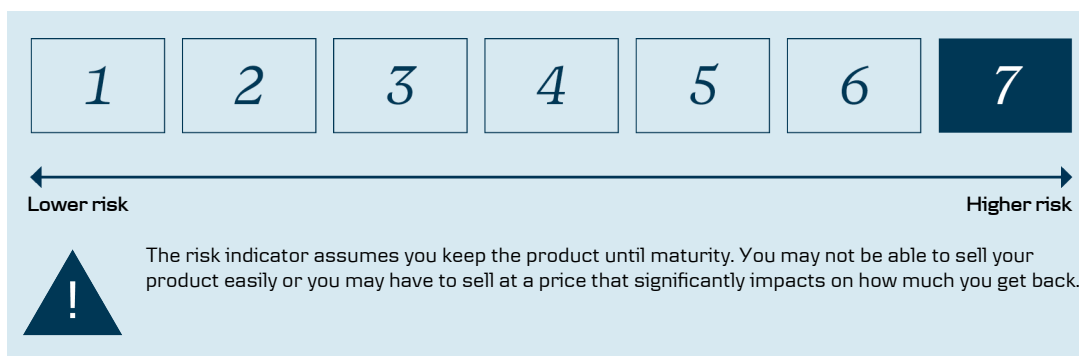 1 2 3 4 5 6 7
Lower risk Higher risk
The risk indicator assumes you keep the product until maturity. You may not be able to sell your
! product easily or you may have to sell at a price that significantly impacts on how much you get back.